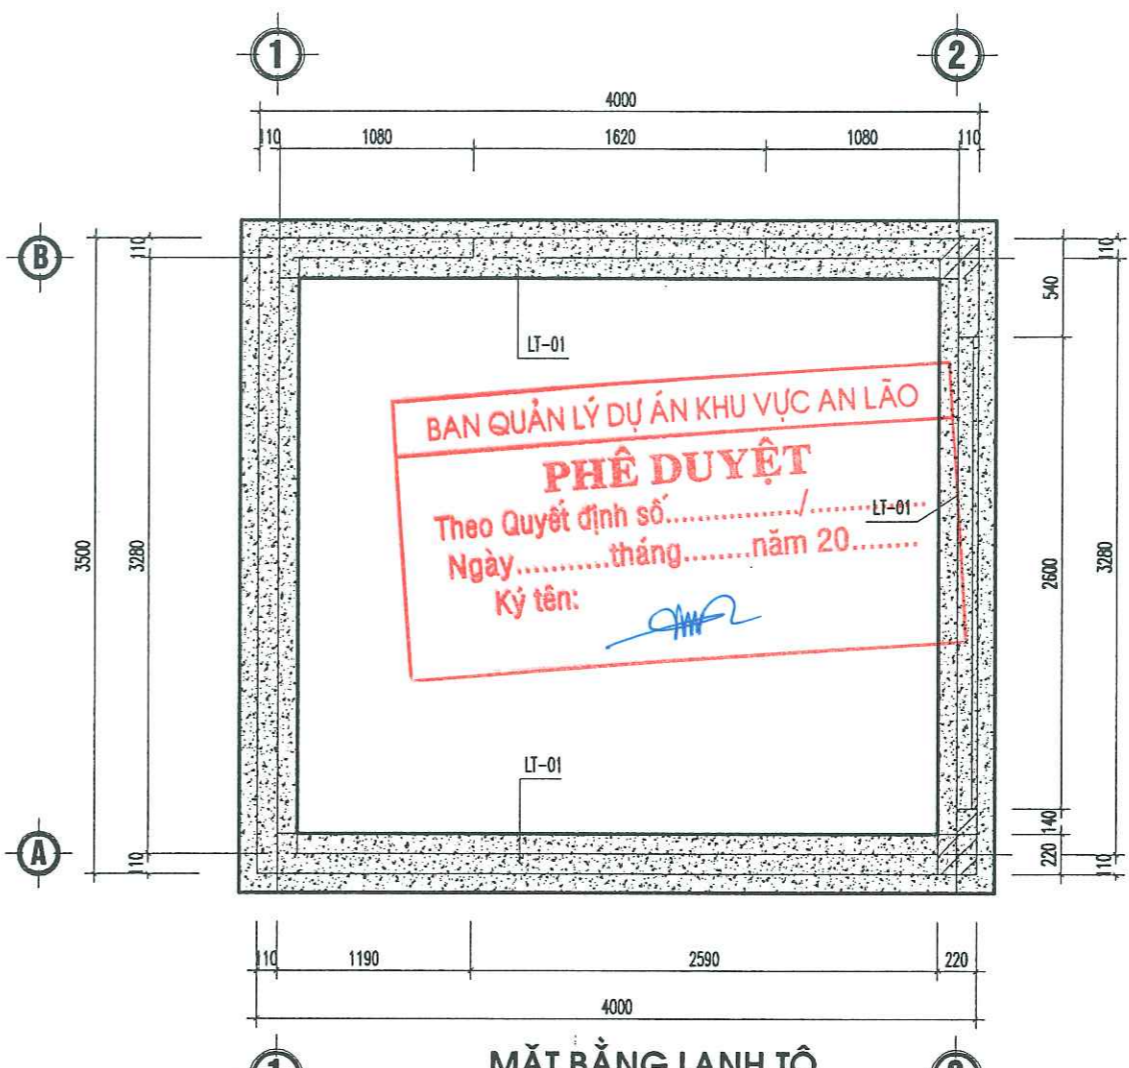 1 2
4000
110 1080 1620 1080 110
B
110
110
540
LT-01
BAN QUẢN LÝ DỰ ÁN KHU VỰC AN LÃO
PHÊ DUYỆT
Theo Quyết định số................/..............
LT-01
Ngày...........tháng........năm 20........
Ký tên:
3500
3280
2600
3280
LT-01
140
A
110
220
110
110 1190 2590 220
4000
1 MẶT BẰNG LANH TÔ 2